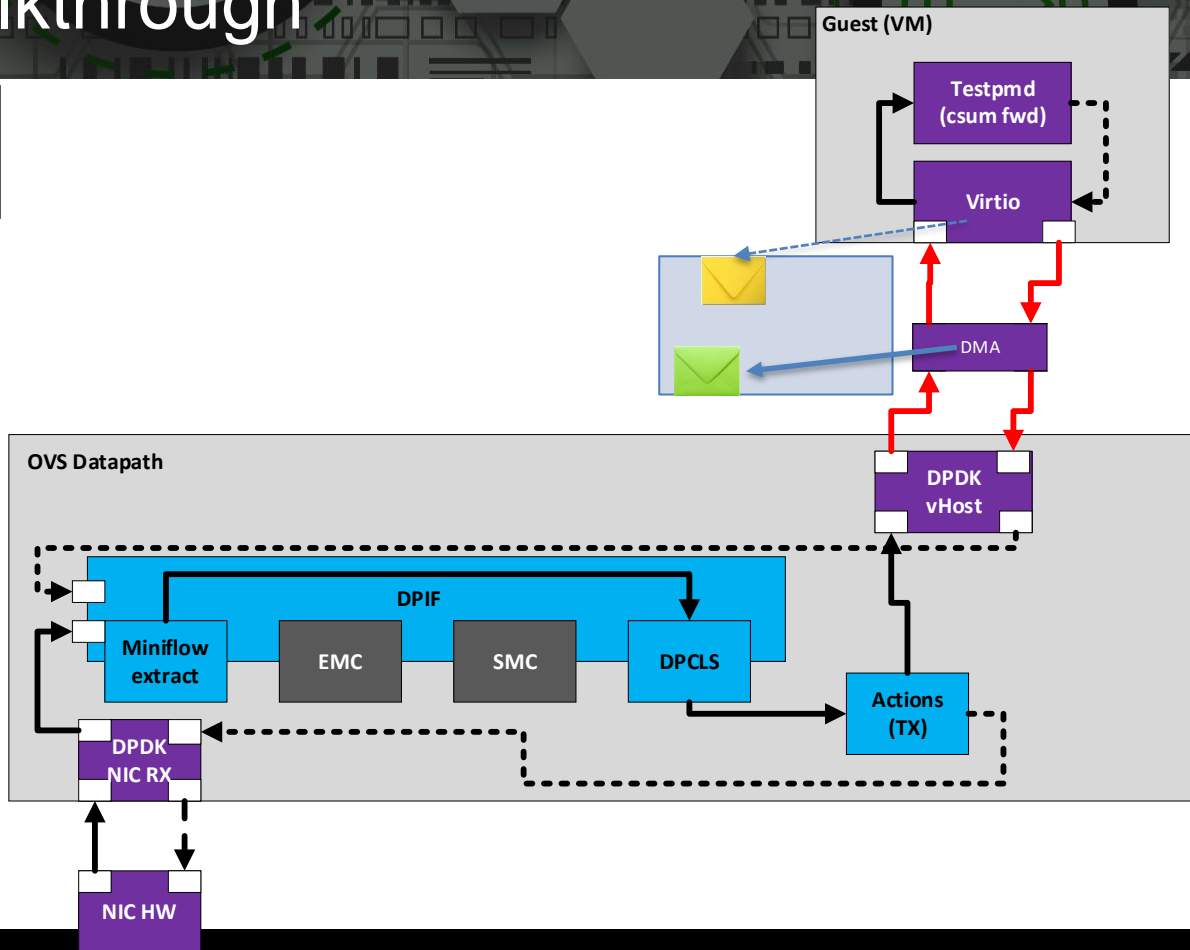 lkthrough
Guest (VM)
Testpmd
(csum fwd)
Virtio
DMA
OVS Datapath
DPDK
vHost
DPIF
Miniflow
extract
EMC
SMC
DPCLS
Actions
(TX)
DPDK
NIC RX
NIC HW